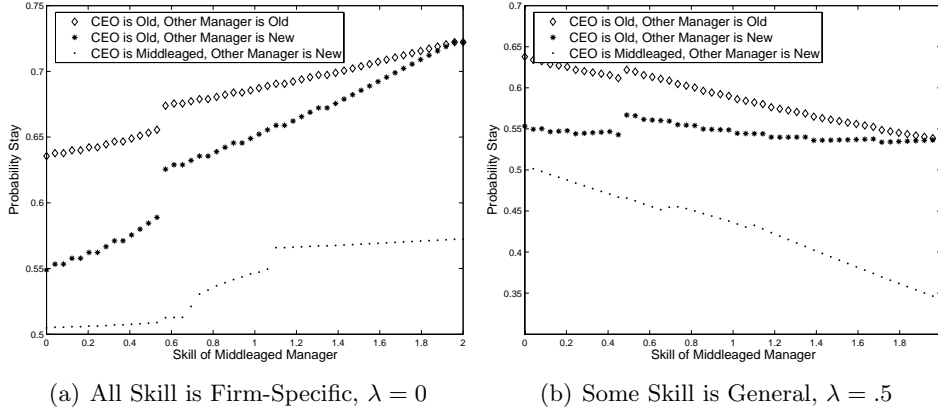 0.75
◇ CEO is Old, Other Manager is Old
* CEO is Old, Other Manager is New
· CEO is Middleaged, Other Manager is New
0.7
0.65
0.6
0.55
0.5
Probability Stay
0 0.2 0.4 0.6 0.8 1 1.2 1.4 1.6 1.8 2
Skill of Middleaged Manager
(a) All Skill is Firm-Specific, λ = 0
0.67
◇ CEO is Old, Other Manager is Old
* CEO is Old, Other Manager is New
· CEO is Middleaged, Other Manager is New
0.65
0.6
0.55
0.5
0.45
0.4
0.35
Probability Stay
0 0.2 0.4 0.6 0.8 1 1.2 1.4 1.6 1.8
Skill of Middleaged Manager
(b) Some Skill is General, λ = .5